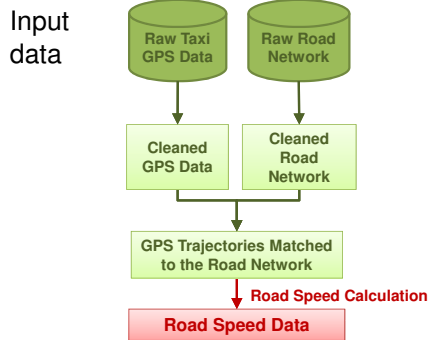 Input
data
Raw Taxi
GPS Data
Raw Road
Network
Cleaned
GPS Data
Cleaned
Road
Network
GPS Trajectories Matched
to the Road Network
Road Speed Calculation
Road Speed Data